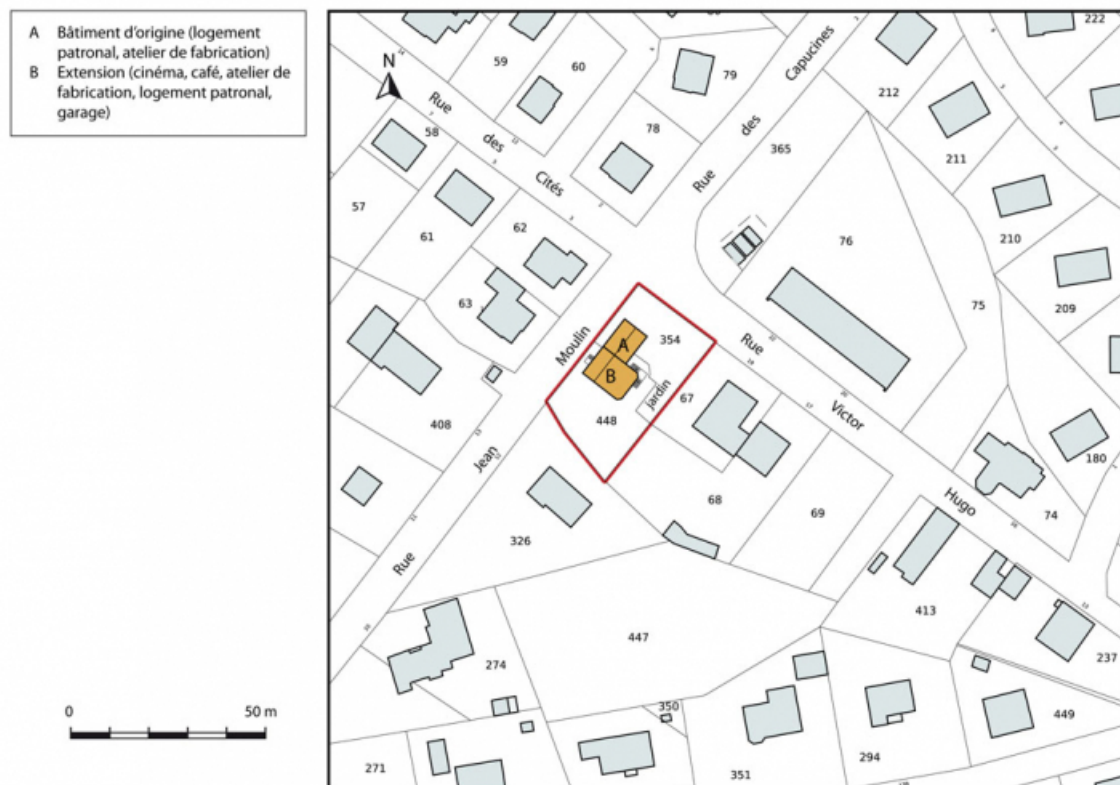 A Bâtiment d'origine (logement
patronal, atelier de fabrication)
B Extension (cinéma, café, atelier de
fabrication, logement patronal,
garage)
N
222
59
60
79
Rue des Capucines
212
58
Rue des Cités
78
365
211
57
61
62
76
210
63
75
209
Rue Jean Moulin
A
354
B
jardin
67
Rue Victor Hugo
408
448
180
68
69
74
326
413
447
274
237
350
449
271
351
294
0 50 m